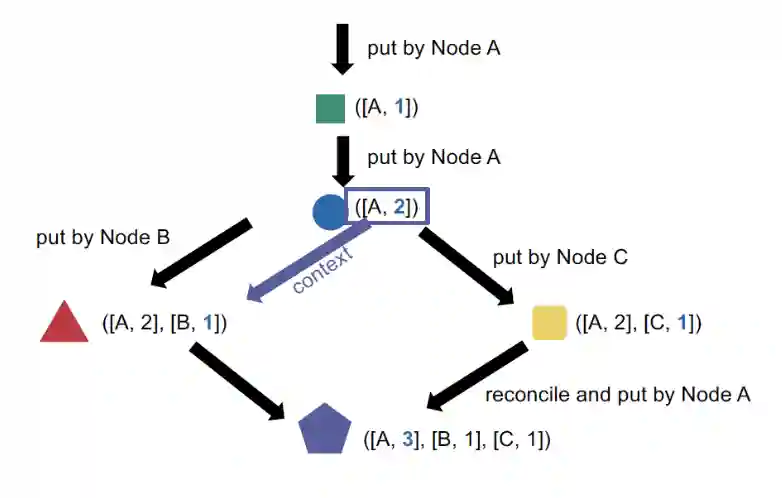 put by Node A
([A, 1])
put by Node A
([A, 2])
put by Node B
context
put by Node C
([A, 2], [B, 1])
([A, 2], [C, 1])
reconcile and put by Node A
([A, 3], [B, 1], [C, 1])